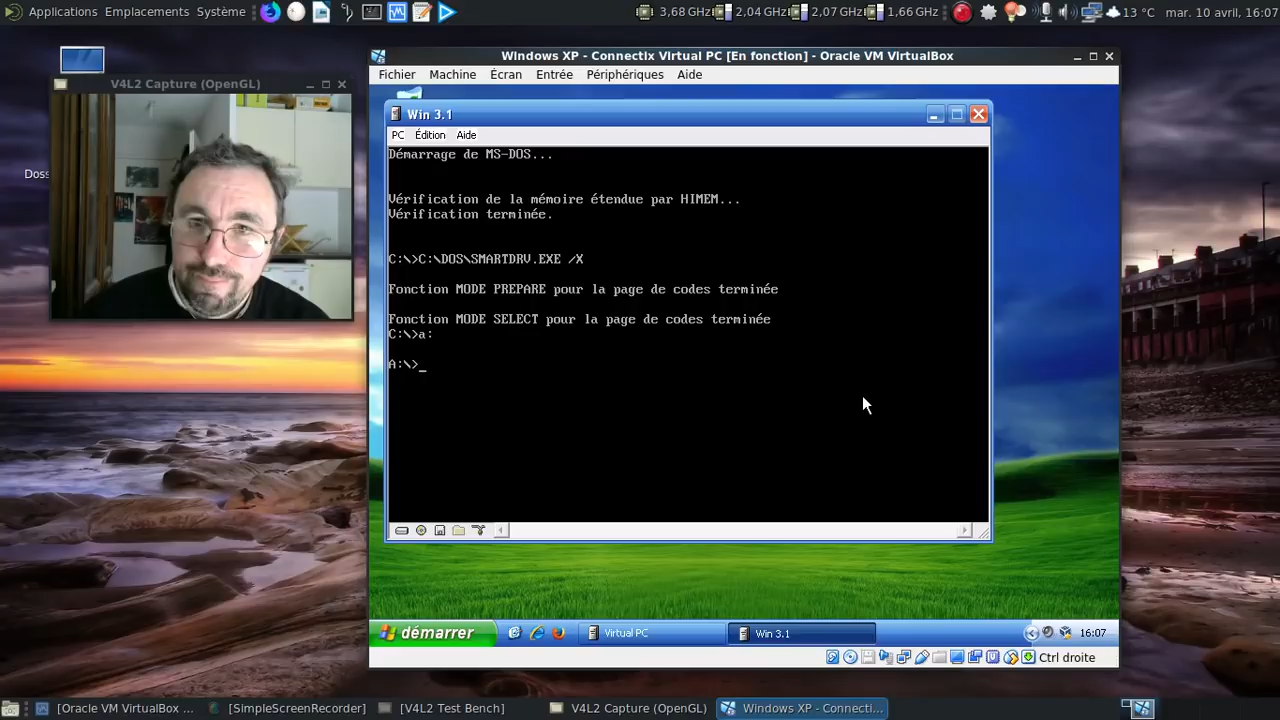 Applications Emplacements Système
3,68 GHz 2,04 GHz 2,07 GHz 1,66 GHz 13 °C mar. 10 avril, 16:07
Windows XP - Connectix Virtual PC [En fonction] - Oracle VM VirtualBox
Fichier Machine Écran Entrée Périphériques Aide
V4L2 Capture (OpenGL)
Doss
Win 3.1
PC Édition Aide
Démarrage de MS-DOS...
Vérification de la mémoire étendue par HIMEM...
Vérification terminée.
C:\>C:\DOS\SMARTDRV.EXE /X
Fonction MODE PREPARE pour la page de codes terminée
Fonction MODE SELECT pour la page de codes terminée
C:\>a:
A:\>_
démarrer Virtual PC Win 3.1 16:07
Ctrl droite
[Oracle VM VirtualBox ... [SimpleScreenRecorder] [V4L2 Test Bench] V4L2 Capture (OpenGL) Windows XP - Connecti...